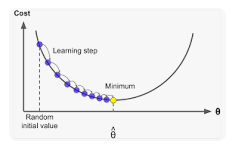 Cost
Learning step
Minimum
θ
Random
initial value
θ̂